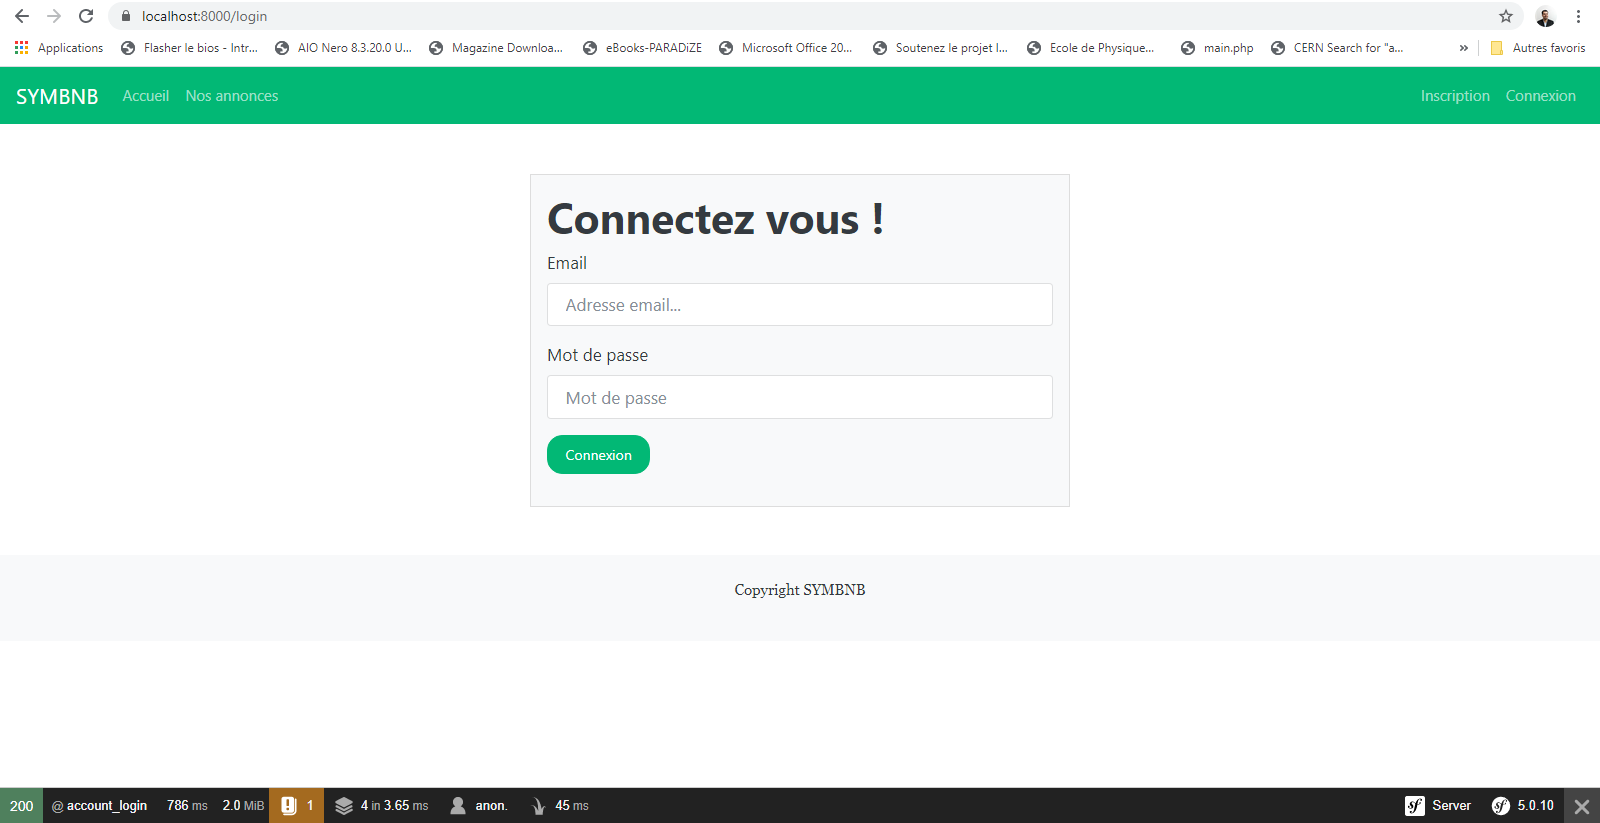 localhost:8000/login
Applications Flasher le bios - Intr... AIO Nero 8.3.20.0 U... Magazine Downloa... eBooks-PARADiZE Microsoft Office 20... Soutenez le projet I... Ecole de Physique... main.php CERN Search for "a... » Autres favoris
SYMBNB Accueil Nos annonces Inscription Connexion
Connectez vous !
Email
Adresse email...
Mot de passe
Mot de passe
Connexion
Copyright SYMBNB
200 @ account_login 786 ms 2.0 MiB 1 4 in 3.65 ms anon. 45 ms sf Server sf 5.0.10